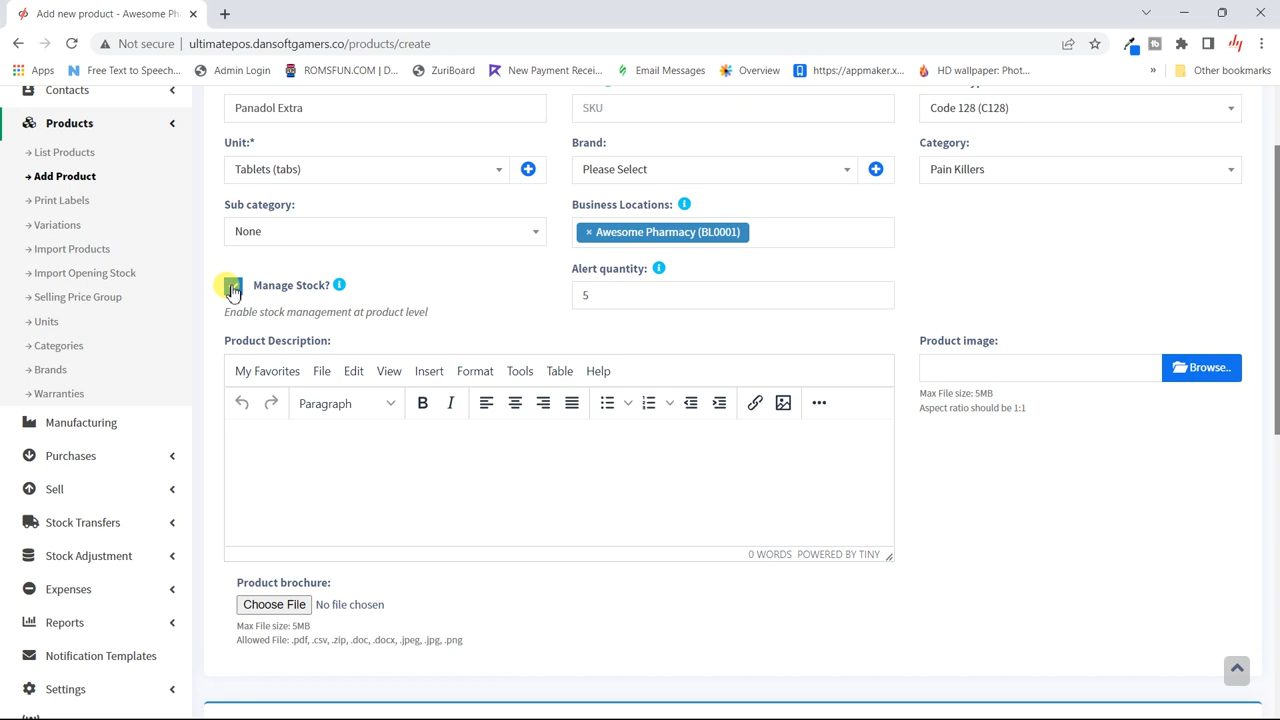 Add new product - Awesome Ph
Not secure ultimatepos.dansoftgamers.co/products/create
Apps Free Text to Speech... Admin Login ROMSFUN.COM | D... ZuriBoard New Payment Recei... Email Messages Overview https://appmaker.x... HD wallpaper: Phot... » Other bookmarks
Contacts
Products
List Products
Add Product
Print Labels
Variations
Import Products
Import Opening Stock
Selling Price Group
Units
Categories
Brands
Warranties
Manufacturing
Purchases
Sell
Stock Transfers
Stock Adjustment
Expenses
Reports
Notification Templates
Settings
Panadol Extra SKU Code 128 (C128)
Unit:* Brand: Category:
Tablets (tabs) Please Select Pain Killers
Sub category: Business Locations:
None × Awesome Pharmacy (BL0001)
Manage Stock? Alert quantity:
Enable stock management at product level 5
Product Description: Product image:
My Favorites File Edit View Insert Format Tools Table Help
Browse..
Paragraph B I
Max File size: 5MB
Aspect ratio should be 1:1
0 WORDS POWERED BY TINY
Product brochure:
Choose File No file chosen
Max File size: 5MB
Allowed File: .pdf, .csv, .zip, .doc, .docx, .jpeg, .jpg, .png